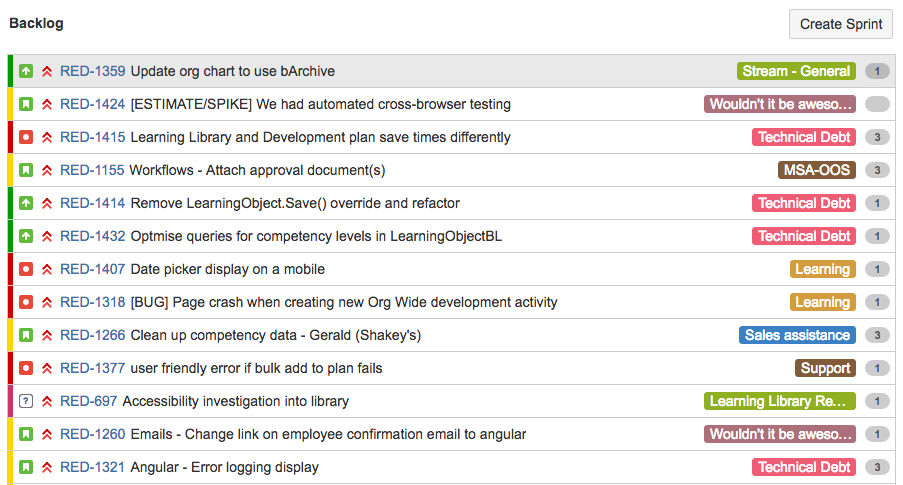 Backlog
Create Sprint
RED-1359 Update org chart to use bArchive Stream - General 1
RED-1424 [ESTIMATE/SPIKE] We had automated cross-browser testing Wouldn't it be aweso...
RED-1415 Learning Library and Development plan save times differently Technical Debt 3
RED-1155 Workflows - Attach approval document(s) MSA-OOS 3
RED-1414 Remove LearningObject.Save() override and refactor Technical Debt 1
RED-1432 Optmise queries for competency levels in LearningObjectBL Technical Debt 1
RED-1407 Date picker display on a mobile Learning 1
RED-1318 [BUG] Page crash when creating new Org Wide development activity Learning 1
RED-1266 Clean up competency data - Gerald (Shakey's) Sales assistance 3
RED-1377 user friendly error if bulk add to plan fails Support 1
? RED-697 Accessibility investigation into library Learning Library Re... 1
RED-1260 Emails - Change link on employee confirmation email to angular Wouldn't it be aweso... 1
RED-1321 Angular - Error logging display Technical Debt 3